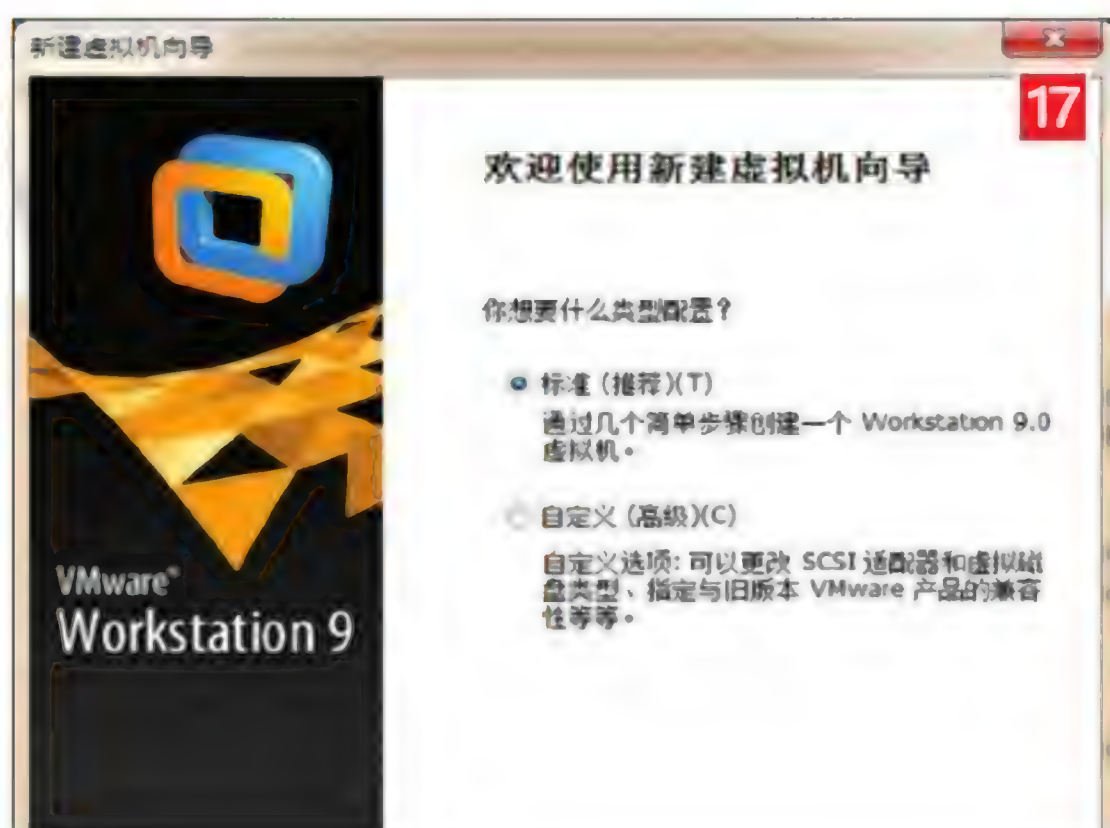 新建虚拟机向导
17
欢迎使用新建虚拟机向导
你想要什么类型配置?
标准 (推荐)(T)
通过几个简单步骤创建一个 Workstation 9.0
虚拟机。
自定义 (高级)(C)
自定义选项: 可以更改 SCSI 适配器和虚拟磁
盘类型、指定与旧版本 VMware 产品的兼容
性等等。
VMware®
Workstation 9